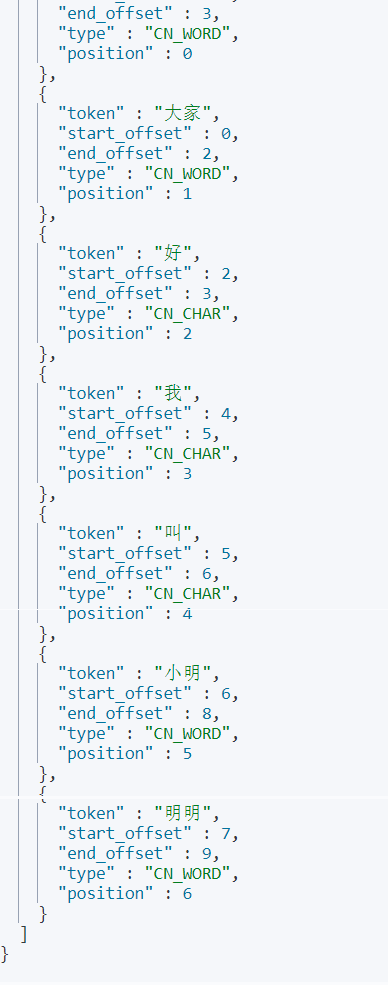 "end_offset" : 3,
"type" : "CN_WORD",
"position" : 0
},
{
"token" : "大家",
"start_offset" : 0,
"end_offset" : 2,
"type" : "CN_WORD",
"position" : 1
},
{
"token" : "好",
"start_offset" : 2,
"end_offset" : 3,
"type" : "CN_CHAR",
"position" : 2
},
{
"token" : "我",
"start_offset" : 4,
"end_offset" : 5,
"type" : "CN_CHAR",
"position" : 3
},
{
"token" : "叫",
"start_offset" : 5,
"end_offset" : 6,
"type" : "CN_CHAR",
"position" : 4
},
{
"token" : "小明",
"start_offset" : 6,
"end_offset" : 8,
"type" : "CN_WORD",
"position" : 5
},
{
"token" : "明明",
"start_offset" : 7,
"end_offset" : 9,
"type" : "CN_WORD",
"position" : 6
}
]
}